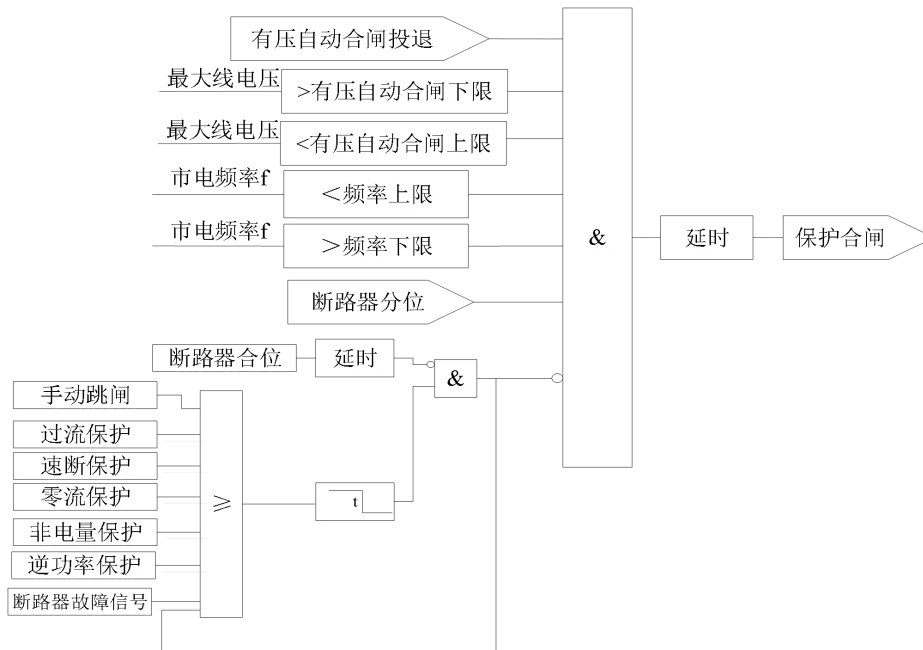 有压自动合闸投退
最大线电压
>有压自动合闸下限
最大线电压
<有压自动合闸上限
市电频率f
＜频率上限
市电频率f
＞频率下限
&
延时
保护合闸
断路器分位
断路器合位
延时
&
手动跳闸
过流保护
速断保护
零流保护
非电量保护
逆功率保护
断路器故障信号
≥
t